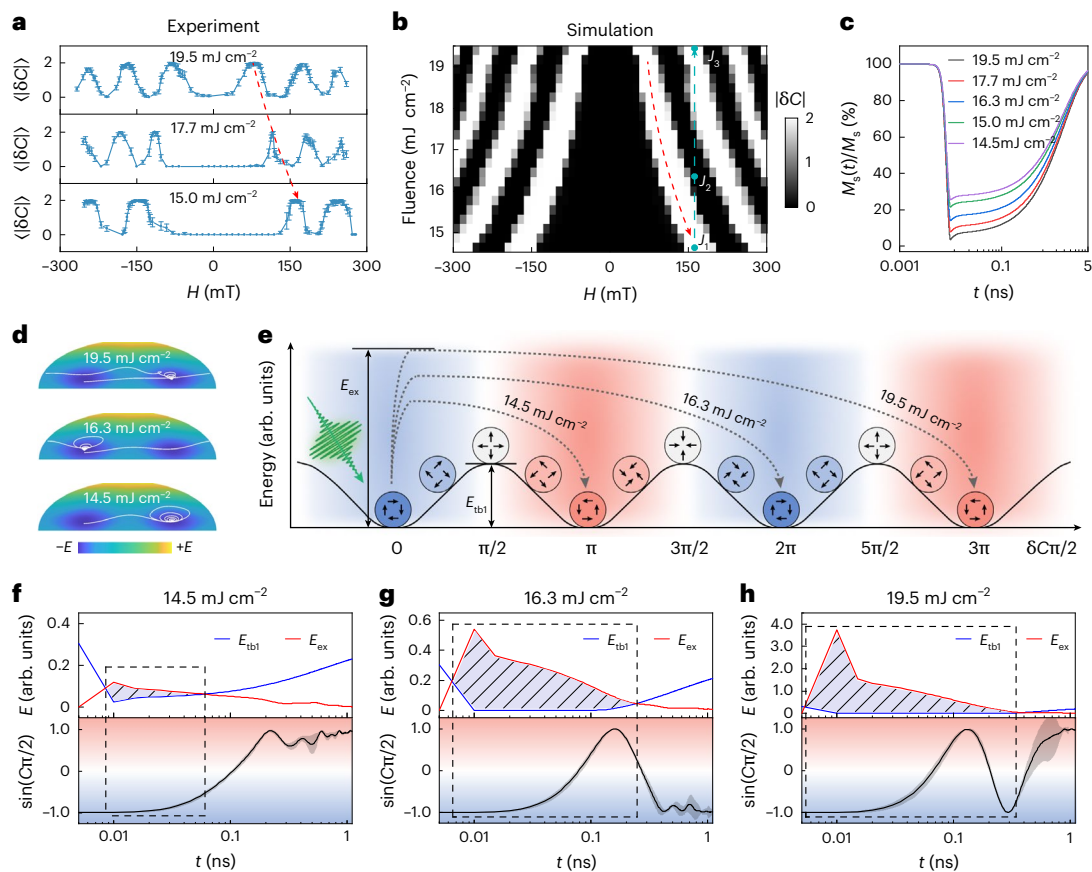 a
Experiment
⟨|δC|⟩
2
0
19.5 mJ cm−2
⟨|δC|⟩
2
0
17.7 mJ cm−2
⟨|δC|⟩
2
0
15.0 mJ cm−2
−300 −150 0 150 300
H (mT)
b
Simulation
Fluence (mJ cm−2)
19
18
17
16
15
J3
J2
J1
−300 −150 0 150 300
H (mT)
|δC|
2
1
0
c
Ms(t)/Ms (%)
100
80
60
40
20
0
19.5 mJ cm−2
17.7 mJ cm−2
16.3 mJ cm−2
15.0 mJ cm−2
14.5mJ cm−2
0.001 0.1 5
t (ns)
d
19.5 mJ cm−2
16.3 mJ cm−2
14.5 mJ cm−2
−E +E
e
Energy (arb. units)
Eex
Etb1
14.5 mJ cm−2
16.3 mJ cm−2
19.5 mJ cm−2
0 π/2 π 3π/2 2π 5π/2 3π δCπ/2
f
14.5 mJ cm−2
E (arb. units)
0.4
0.2
0
Etb1 Eex
sin(Cπ/2)
1.0
0
−1.0
0.01 0.1 1
t (ns)
g
16.3 mJ cm−2
E (arb. units)
0.6
0.4
0.2
0
Etb1 Eex
sin(Cπ/2)
1.0
0
−1.0
0.01 0.1 1
t (ns)
h
19.5 mJ cm−2
E (arb. units)
4.0
3.0
2.0
1.0
0
Etb1 Eex
sin(Cπ/2)
1.0
0
−1.0
0.01 0.1 1
t (ns)